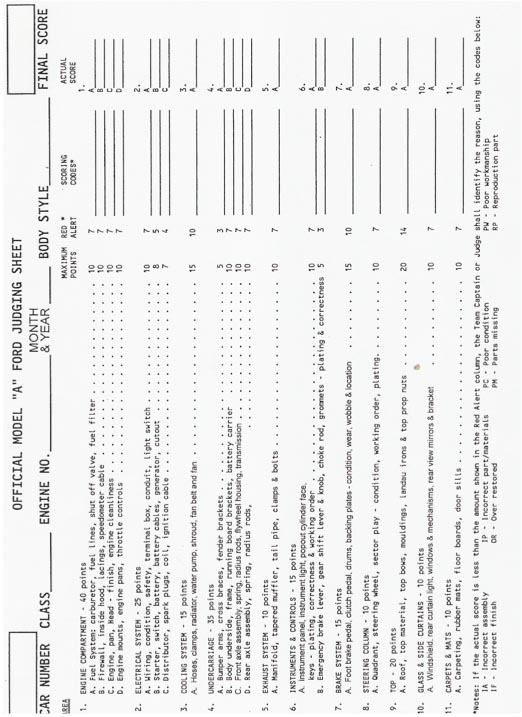 OFFICIAL MODEL "A" FORD JUDGING SHEET
CAR NUMBER CLASS ENGINE NO. MONTH & YEAR BODY STYLE FINAL SCORE
AREA MAXIMUM POINTS RED * ALERT SCORING CODES* ACTUAL SCORE
1. ENGINE COMPARTMENT - 40 points 1.
A. Fuel System: carburetor, fuel lines, shut off valve, fuel filter 10 7 A
B. Firewall, inside hood, lacings, speedometer cable 10 7 B
C. Engine, pan, Head - finish, engine cleanliness 10 7 C
D. Engine mounts, engine pans, throttle controls 10 7 D
2. ELECTRICAL SYSTEM - 25 points 2.
A. Wiring, condition, safety, terminal box, conduit, light switch 10 7 A
B. Starter, switch, battery, battery cables, generator, cutout 8 5 B
C. Distributor, spark plugs, coil, ignition cable 7 4 C
3. COOLING SYSTEM - 15 points 3.
Hoses, clamps, radiator, water pump, shroud, fan belt and fan 15 10 A
4. UNDERCARRIAGE - 35 points 4.
A. Bumper arms, cross braces, fender brackets 5 3 A
B. Body underside, frame, running board brackets, battery carrier 10 7 B
C. Front axle assembly, spring, radius rods, flywheel housing, transmission 10 7 C
D. Rear axle assembly, spring, radius rods, 10 7 D
5. EXHAUST SYSTEM - 10 points 5.
A. Manifold, tapered muffler, tail pipe, clamps & bolts 10 7 A
6. INSTRUMENTS & CONTROLS - 15 points 6.
A. Instrument panel, instrument light, popout cylinder face,
Keys - plating, correctness & working order 10 7 A
B. Emergency brake lever, gear shift lever & knob, choke rod, grommets - plating & correctness 5 3 B
7. BRAKE SYSTEM - 15 points 7.
Foot brake pedal, clutch pedal, drums, backing plates - condition, wear, wobble & location 15 10 A
8. STEERING COLUMN - 10 points 8.
A. Quadrant, steering wheel, sector play - condition, working order, plating. 10 7 A
9. TOP - 20 points 9.
A. Roof, top material, top bows, mouldings, landau irons & top prop nuts 20 14 A
10. GLASS & SIDE CURTAINS - 10 points 10.
A. Windshield, rear curtain light, windows & mechanisms, rear view mirrors & bracket 10 7 A
11. CARPETS & MATS - 10 points 11.
A. Carpeting, rubber mats, floor boards, door sills 10 7 A
*Notes: If the actual score is less than the amount shown in the Red Alert column, the Team Captain or Judge shall identify the reason, using the codes below:
IA - Incorrect assembly IP - Incorrect part/materials PC - Poor condition PW - Poor workmanship
IF - Incorrect finish OR - Over restored PM - Parts missing RP - Reproduction part